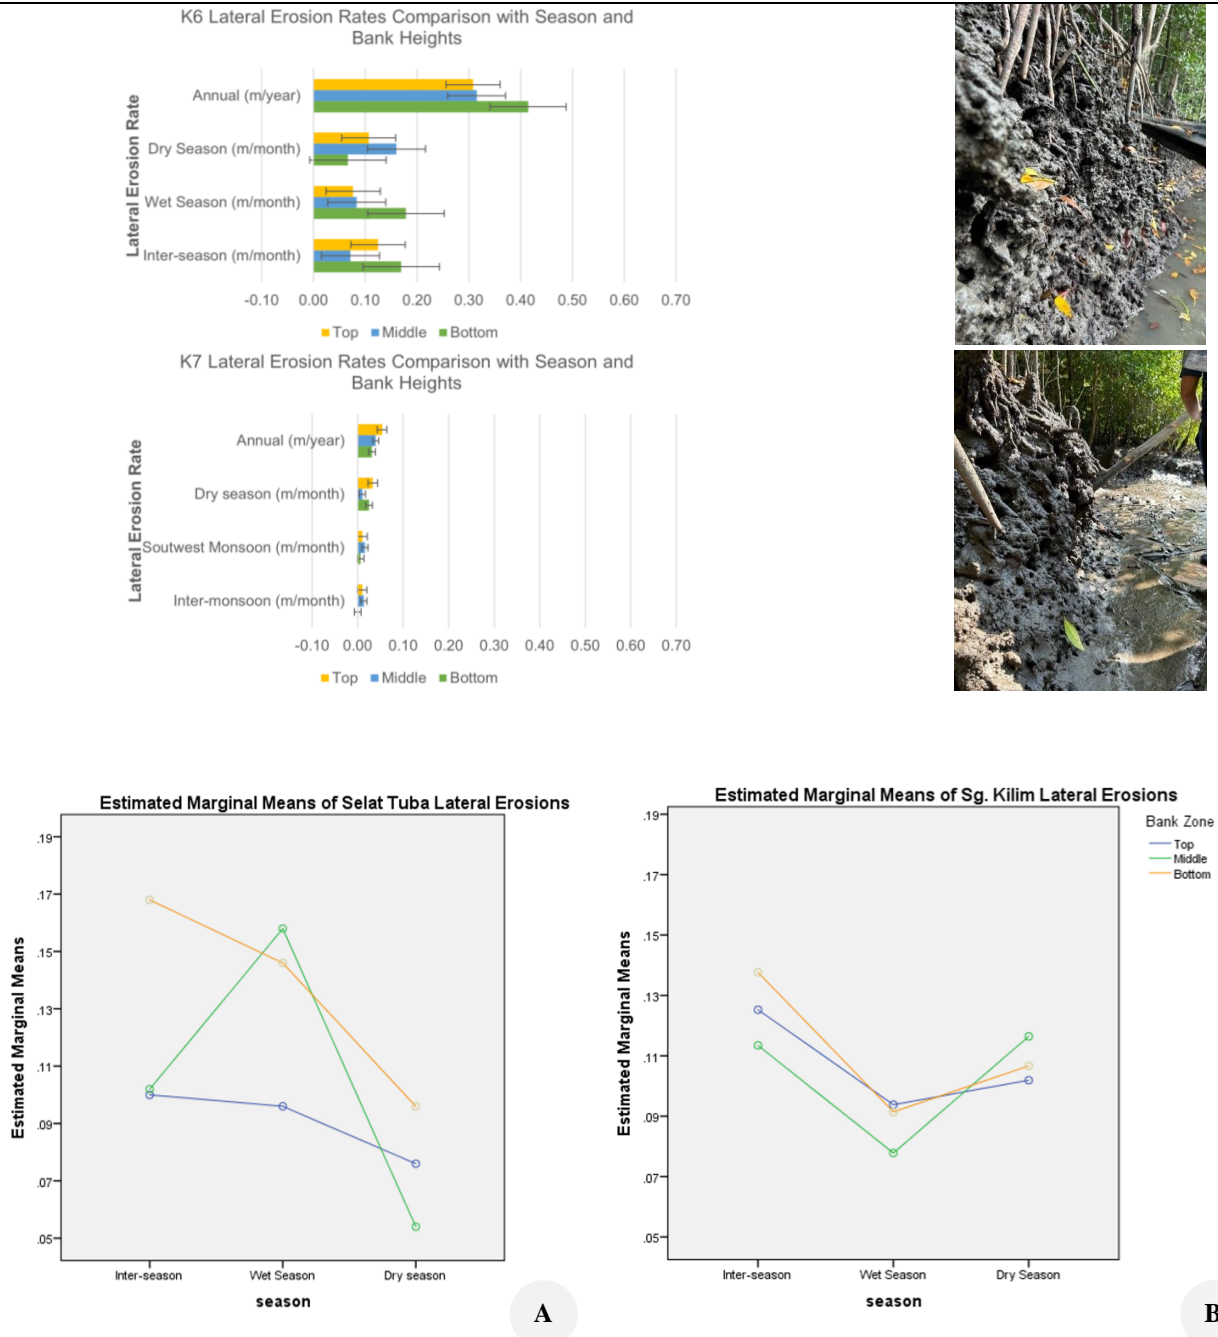 K6 Lateral Erosion Rates Comparison with Season and
Bank Heights
Lateral Erosion Rate
Annual (m/year)
Dry Season (m/month)
Wet Season (m/month)
Inter-season (m/month)
-0.10 0.00 0.10 0.20 0.30 0.40 0.50 0.60 0.70
Top Middle Bottom
K7 Lateral Erosion Rates Comparison with Season and
Bank Heights
Lateral Erosion Rate
Annual (m/year)
Dry season (m/month)
Soutwest Monsoon (m/month)
Inter-monsoon (m/month)
-0.10 0.00 0.10 0.20 0.30 0.40 0.50 0.60 0.70
Top Middle Bottom
Estimated Marginal Means of Selat Tuba Lateral Erosions
Estimated Marginal Means
.19
.17
.15
.13
.11
.09
.07
.05
Inter-season Wet Season Dry season
season
A
Estimated Marginal Means of Sg. Kilim Lateral Erosions
Estimated Marginal Means
.19
.17
.15
.13
.11
.09
.07
.05
Inter-season Wet Season Dry Season
season
Bank Zone
Top
Middle
Bottom
B